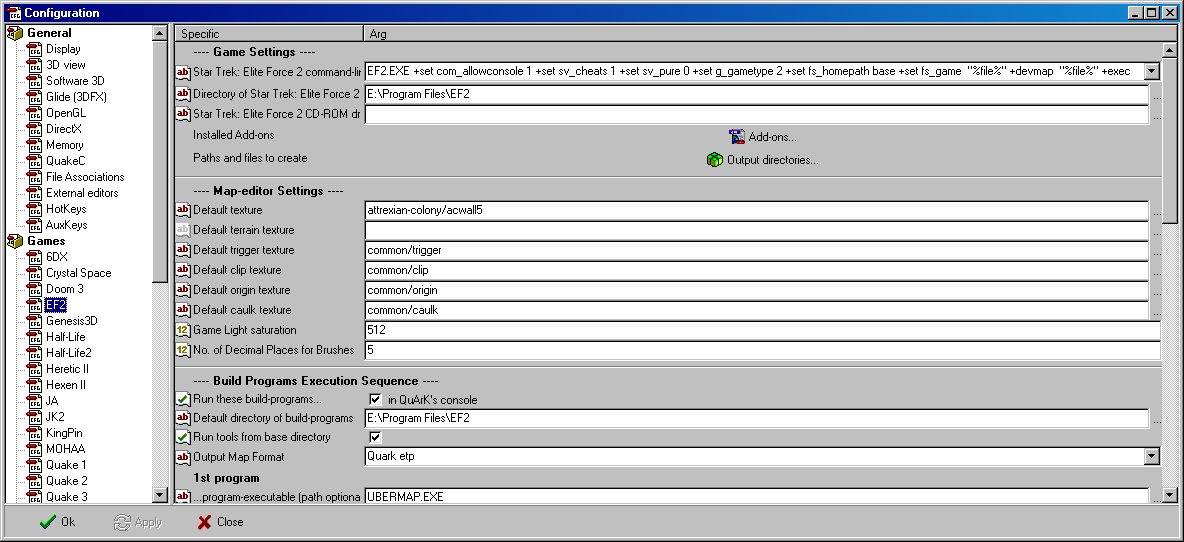 Configuration
General
Display
3D view
Software 3D
Glide (3DFX)
OpenGL
DirectX
Memory
QuakeC
File Associations
External editors
HotKeys
AuxKeys
Games
6DX
Crystal Space
Doom 3
EF2
Genesis3D
Half-Life
Half-Life2
Heretic II
Hexen II
JA
JK2
KingPin
MOHAA
Quake 1
Quake 2
Quake 3
Specific Arg
---- Game Settings ----
Star Trek: Elite Force 2 command-lir EF2.EXE +set com_allowconsole 1 +set sv_cheats 1 +set sv_pure 0 +set g_gametype 2 +set fs_homepath base +set fs_game "%file%" +devmap "%file%" +exec
Directory of Star Trek: Elite Force 2 E:\Program Files\EF2 ...
Star Trek: Elite Force 2 CD-ROM dr ...
Installed Add-ons Add-ons...
Paths and files to create Output directories...
---- Map-editor Settings ----
Default texture attrexian-colony/acwall5 ...
Default terrain texture ...
Default trigger texture common/trigger ...
Default clip texture common/clip ...
Default origin texture common/origin ...
Default caulk texture common/caulk ...
Game Light saturation 512
No. of Decimal Places for Brushes 5
---- Build Programs Execution Sequence ----
Run these build-programs... in QuArK's console
Default directory of build-programs E:\Program Files\EF2 ...
Run tools from base directory
Output Map Format Quark etp
1st program
...program-executable (path optiona UBERMAP.EXE ...
Ok Apply Close